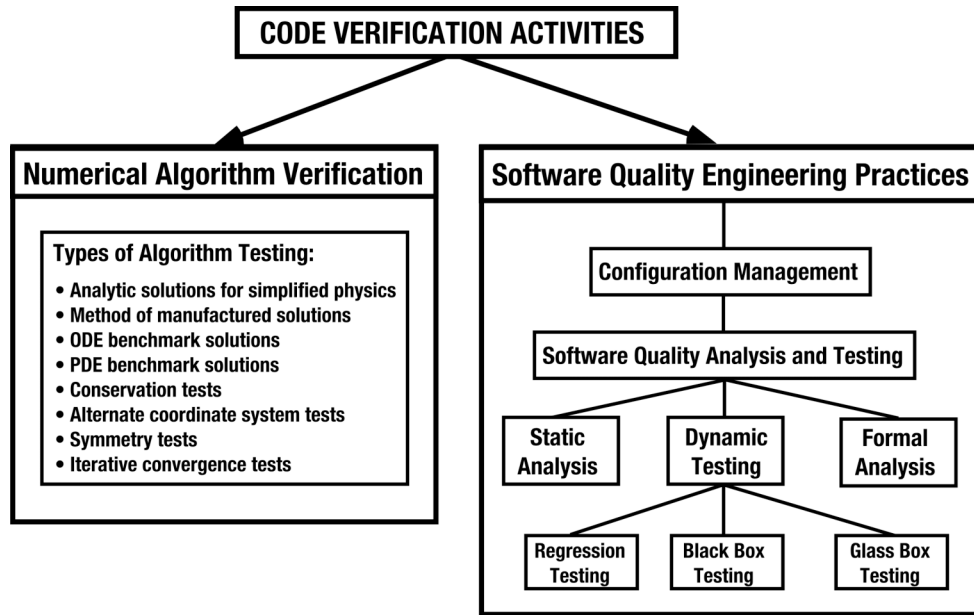 CODE VERIFICATION ACTIVITIES
Numerical Algorithm Verification
Types of Algorithm Testing:
• Analytic solutions for simplified physics
• Method of manufactured solutions
• ODE benchmark solutions
• PDE benchmark solutions
• Conservation tests
• Alternate coordinate system tests
• Symmetry tests
• Iterative convergence tests
Software Quality Engineering Practices
Configuration Management
Software Quality Analysis and Testing
Static
Analysis
Dynamic
Testing
Formal
Analysis
Regression
Testing
Black Box
Testing
Glass Box
Testing